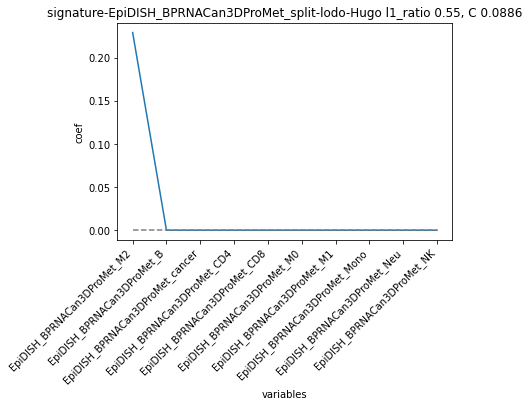 signature-EpiDISH_BPRNACan3DProMet_split-lodo-Hugo l1_ratio 0.55, C 0.0886
0.20
0.15
0.10
0.05
0.00
coef
EpiDISH_BPRNACan3DProMet_M2
EpiDISH_BPRNACan3DProMet_B
EpiDISH_BPRNACan3DProMet_cancer
EpiDISH_BPRNACan3DProMet_CD4
EpiDISH_BPRNACan3DProMet_CD8
EpiDISH_BPRNACan3DProMet_M0
EpiDISH_BPRNACan3DProMet_M1
EpiDISH_BPRNACan3DProMet_Mono
EpiDISH_BPRNACan3DProMet_Neu
EpiDISH_BPRNACan3DProMet_NK
variables